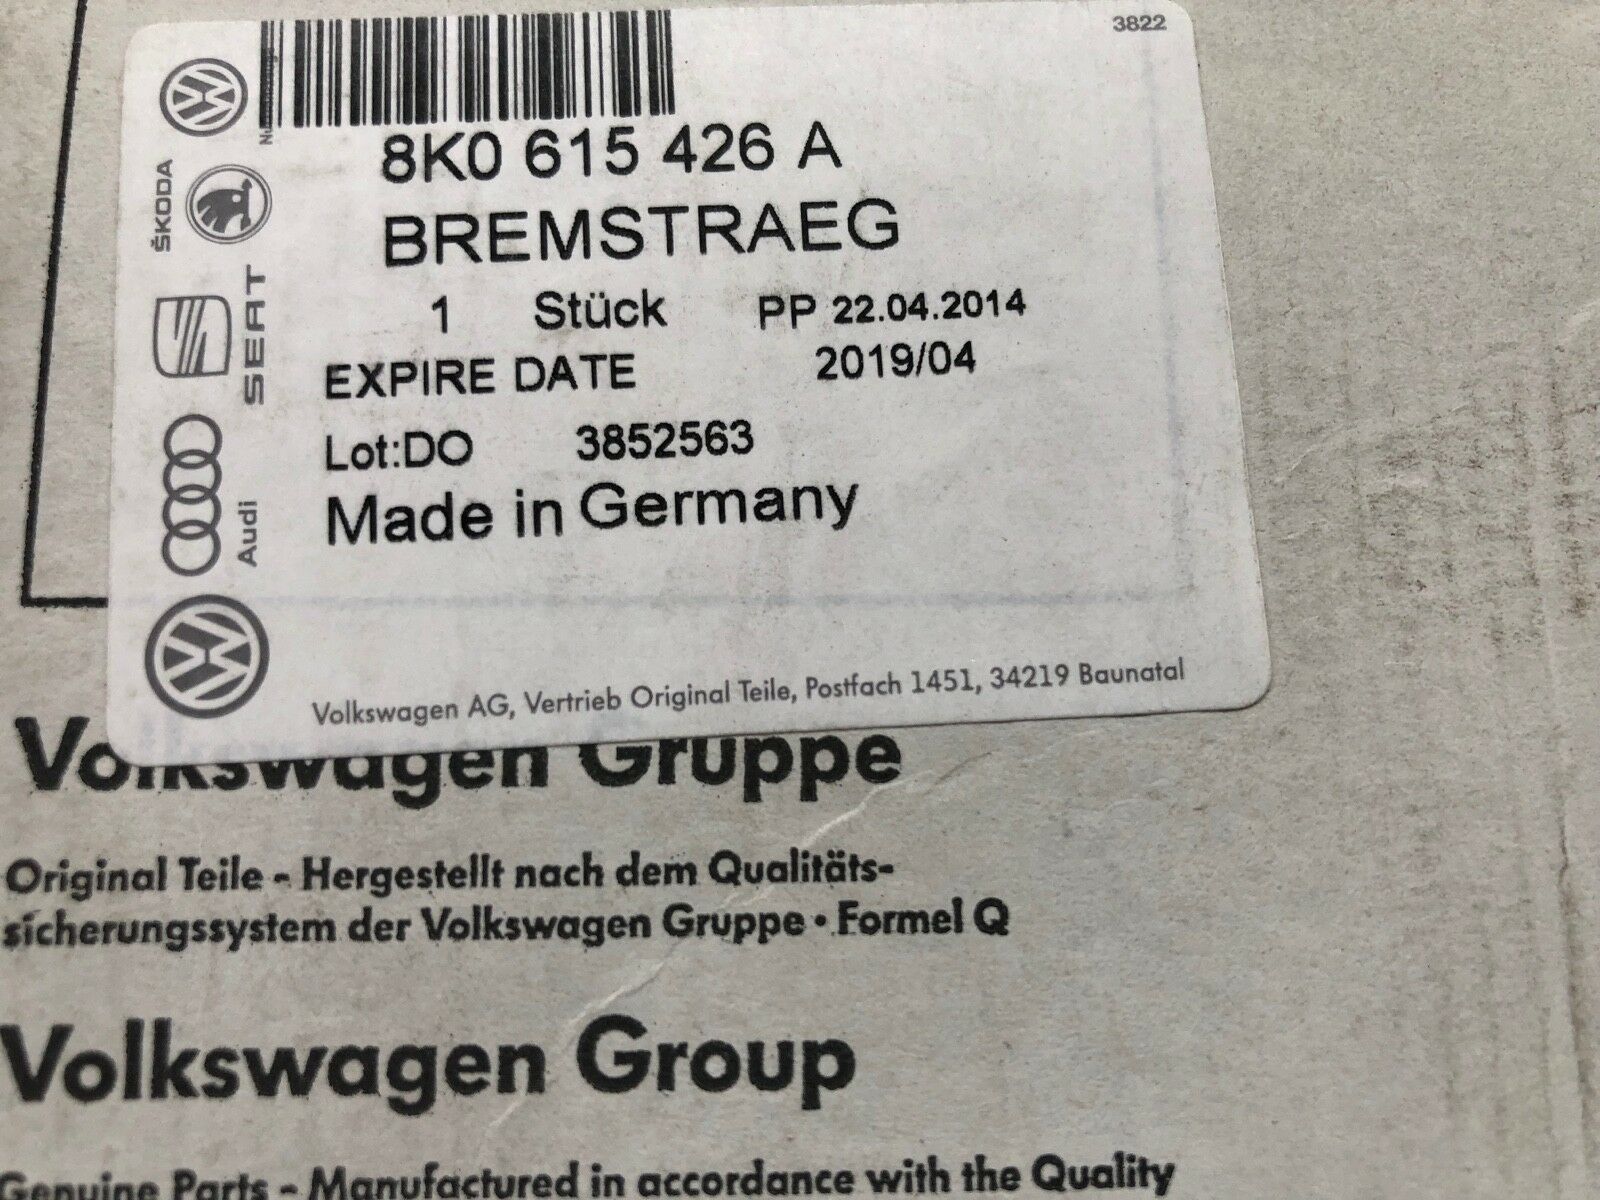 3822
8K0 615 426 A
BREMSTRAEG
1 Stück PP 22.04.2014
EXPIRE DATE 2019/04
Lot:DO 3852563
Made in Germany
ŠKODA
SEAT
Audi
Volkswagen AG, Vertrieb Original Teile, Postfach 1451, 34219 Baunatal
Volkswagen Gruppe
Original Teile - Hergestellt nach dem Qualitäts-
sicherungssystem der Volkswagen Gruppe • Formel Q
Volkswagen Group
Genuine Parts - Manufactured in accordance with the Quality